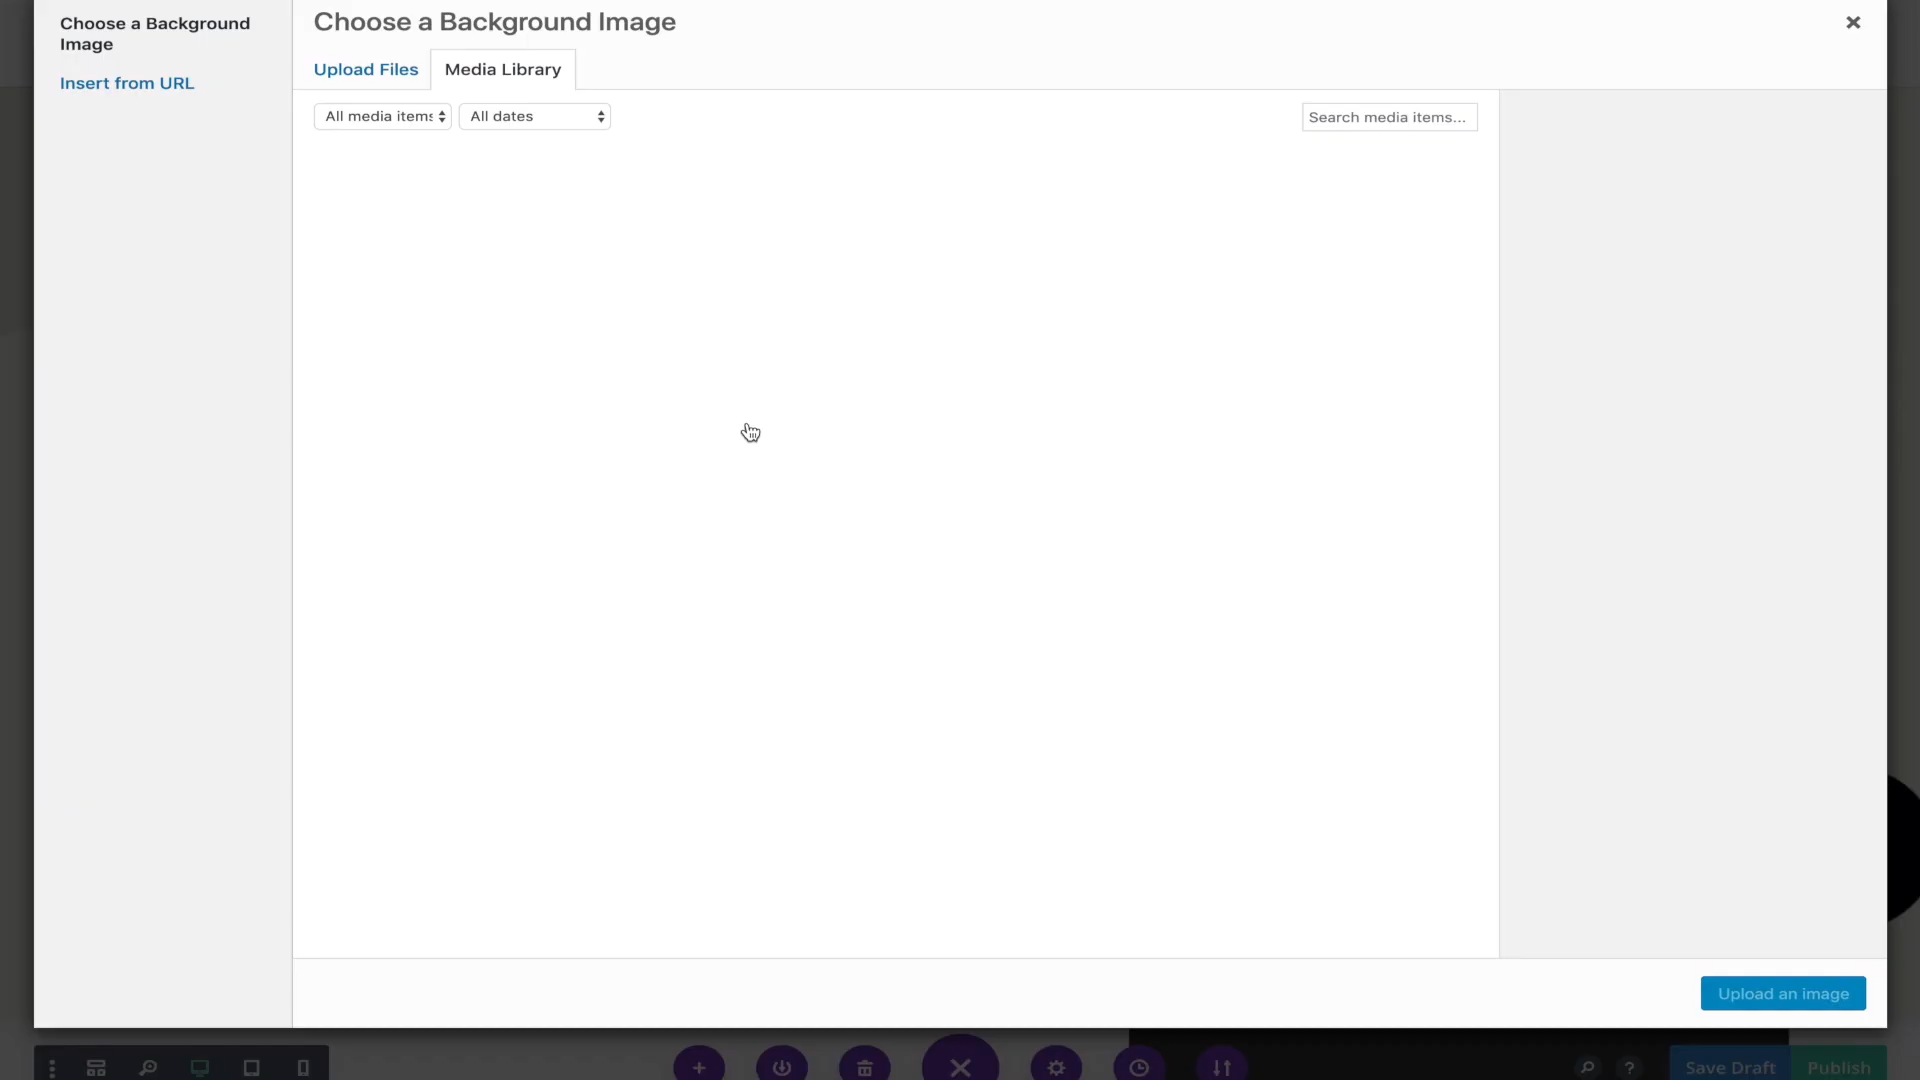 Choose a Background
Image
Insert from URL
Choose a Background Image
Upload Files
Media Library
All media items
All dates
Search media items...
Upload an image
Save Draft
Publish